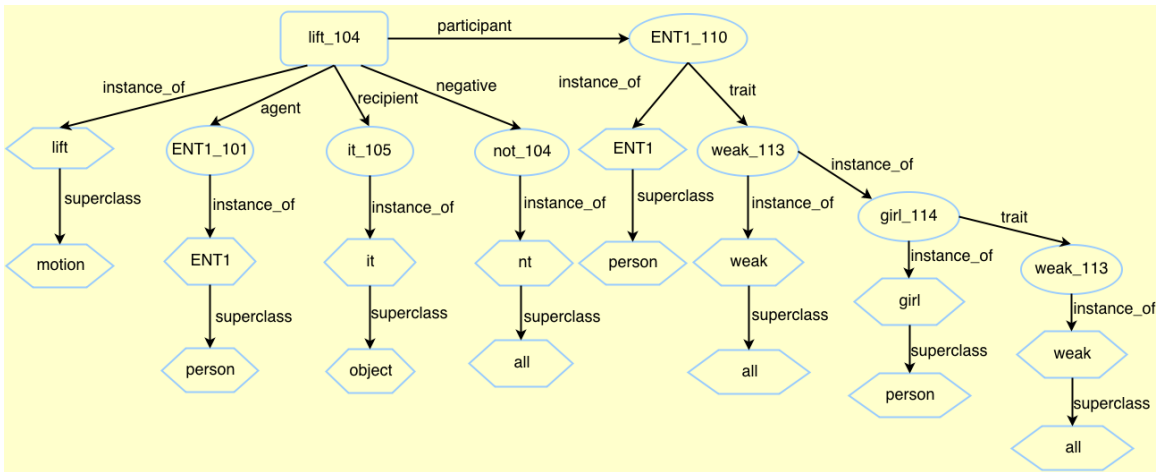 participant
lift_104
ENT1_110
instance_of
agent
recipient
negative
instance_of
trait
lift
ENT1_101
it_105
not_104
ENT1
weak_113
instance_of
superclass
instance_of
instance_of
instance_of
superclass
instance_of
girl_114
trait
motion
ENT1
it
nt
person
weak
instance_of
weak_113
superclass
superclass
superclass
superclass
girl
instance_of
person
object
all
all
superclass
weak
person
superclass
all